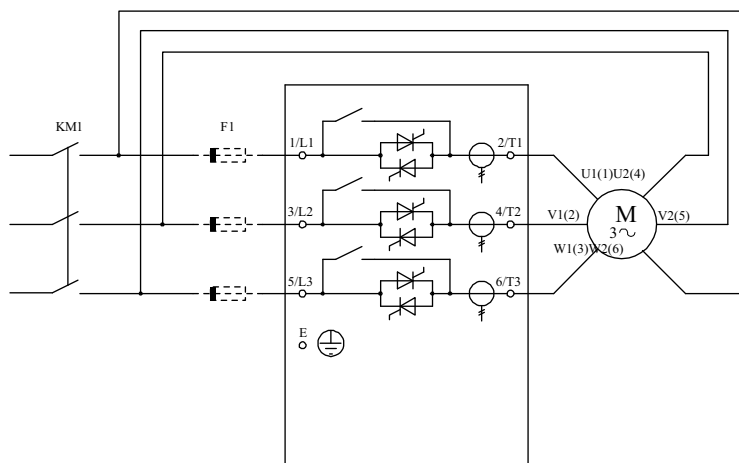 KM1
F1
1/L1
2/T1
U1(1)U2(4)
3/L2
4/T2
V1(2)
M
3
V2(5)
W1(3)W2(6)
5/L3
6/T3
E